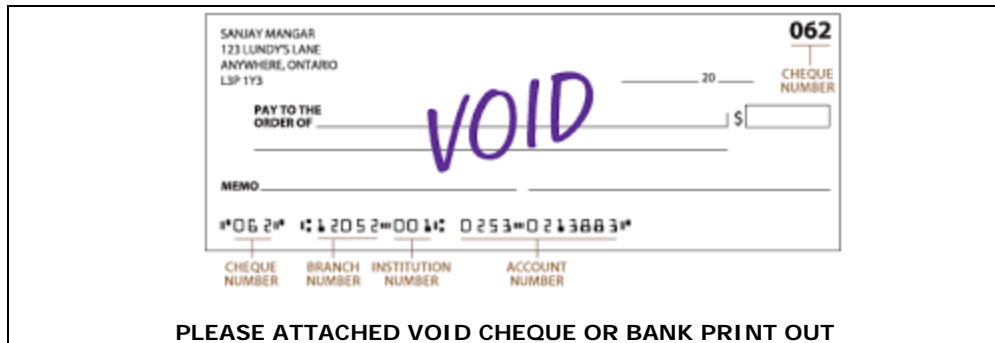 SANJAY MANGAR
062
123 LUNDY'S LANE
ANYWHERE, ONTARIO
L3P 1Y3
20
CHEQUE
NUMBER
VOID
PAY TO THE
ORDER OF
$
MEMO
⑈062⑈ ⑆12052⑉001⑆ 0253⑉0213883⑈
CHEQUE NUMBER
BRANCH NUMBER
INSTITUTION NUMBER
ACCOUNT NUMBER
PLEASE ATTACHED VOID CHEQUE OR BANK PRINT OUT